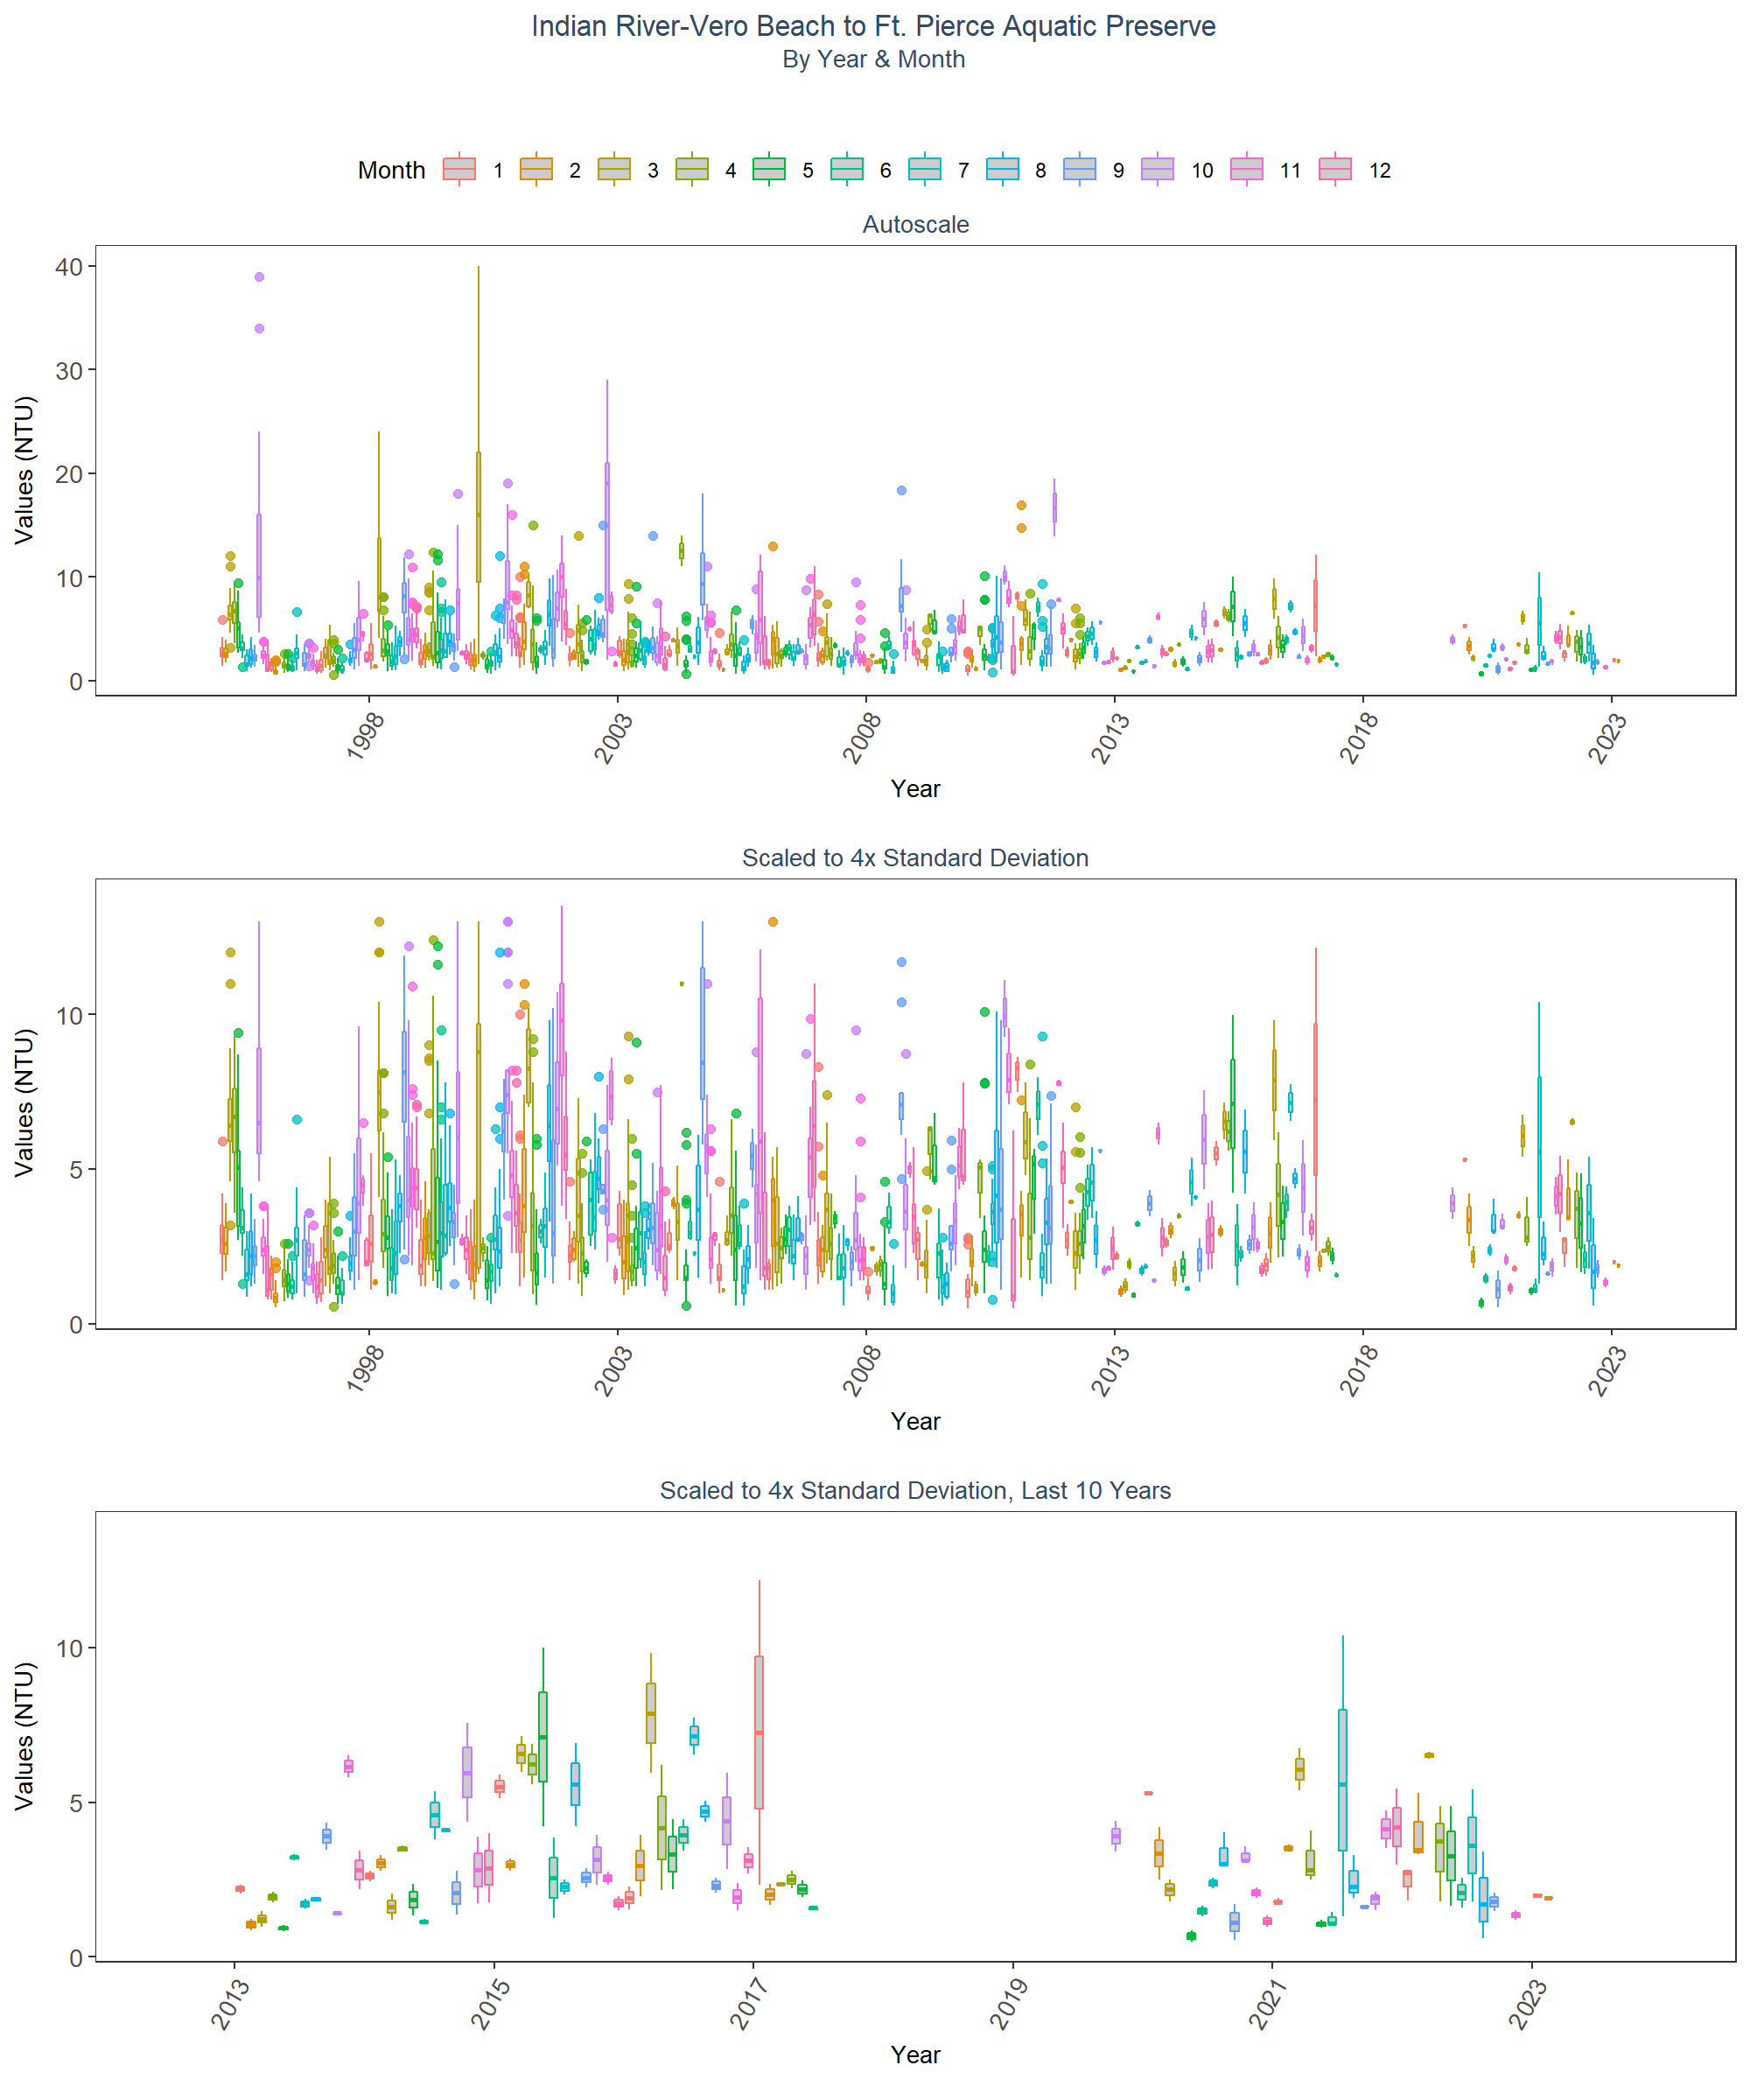 Indian River-Vero Beach to Ft. Pierce Aquatic Preserve
By Year & Month
Month 1 2 3 4 5 6 7 8 9 10 11 12
Autoscale
Values (NTU)
40
30
20
10
0
1998 2003 2008 2013 2018 2023
Year
Scaled to 4x Standard Deviation
Values (NTU)
10
5
0
1998 2003 2008 2013 2018 2023
Year
Scaled to 4x Standard Deviation, Last 10 Years
Values (NTU)
10
5
0
2013 2015 2017 2019 2021 2023
Year